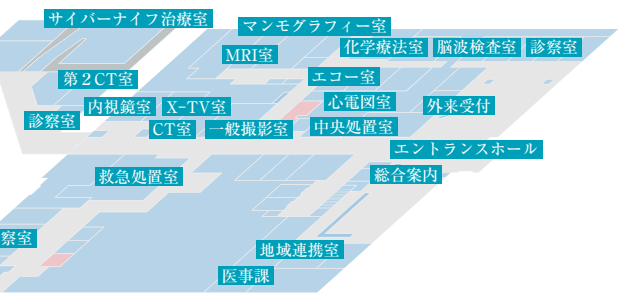 サイバーナイフ治療室
マンモグラフィー室
MRI室
化学療法室
脳波検査室
診察室
第２CT室
エコー室
内視鏡室
X-TV室
心電図室
外来受付
診察室
CT室
一般撮影室
中央処置室
エントランスホール
救急処置室
総合案内
察室
地域連携室
医事課